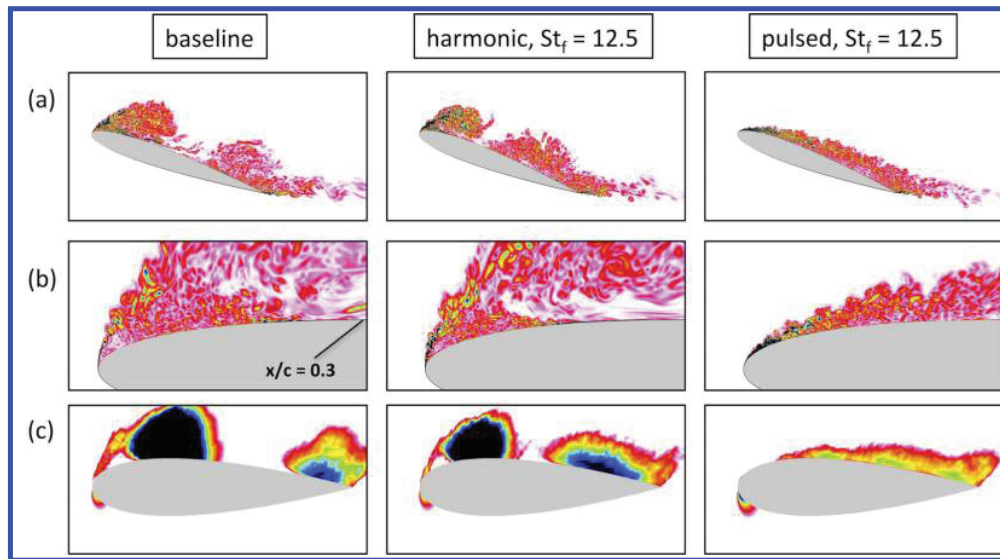 baseline
harmonic, St_f = 12.5
pulsed, St_f = 12.5
(a)
(b)
x/c = 0.3
(c)